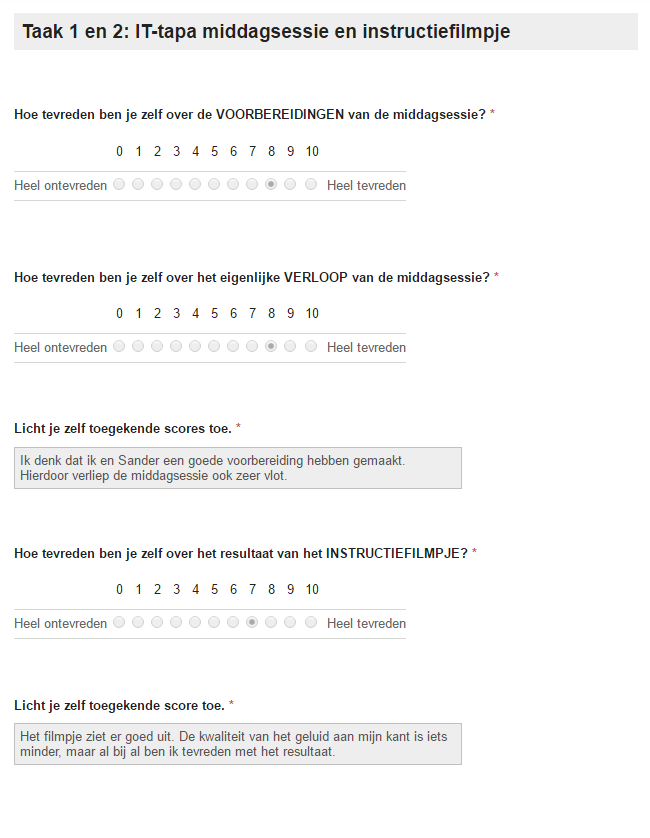 Taak 1 en 2: IT-tapa middagsessie en instructiefilmpje
Hoe tevreden ben je zelf over de VOORBEREIDINGEN van de middagsessie? *
0 1 2 3 4 5 6 7 8 9 10
Heel ontevreden Heel tevreden
Hoe tevreden ben je zelf over het eigenlijke VERLOOP van de middagsessie? *
0 1 2 3 4 5 6 7 8 9 10
Heel ontevreden Heel tevreden
Licht je zelf toegekende scores toe. *
Ik denk dat ik en Sander een goede voorbereiding hebben gemaakt.
Hierdoor verliep de middagsessie ook zeer vlot.
Hoe tevreden ben je zelf over het resultaat van het INSTRUCTIEFILMPJE? *
0 1 2 3 4 5 6 7 8 9 10
Heel ontevreden Heel tevreden
Licht je zelf toegekende score toe. *
Het filmpje ziet er goed uit. De kwaliteit van het geluid aan mijn kant is iets
minder, maar al bij al ben ik tevreden met het resultaat.